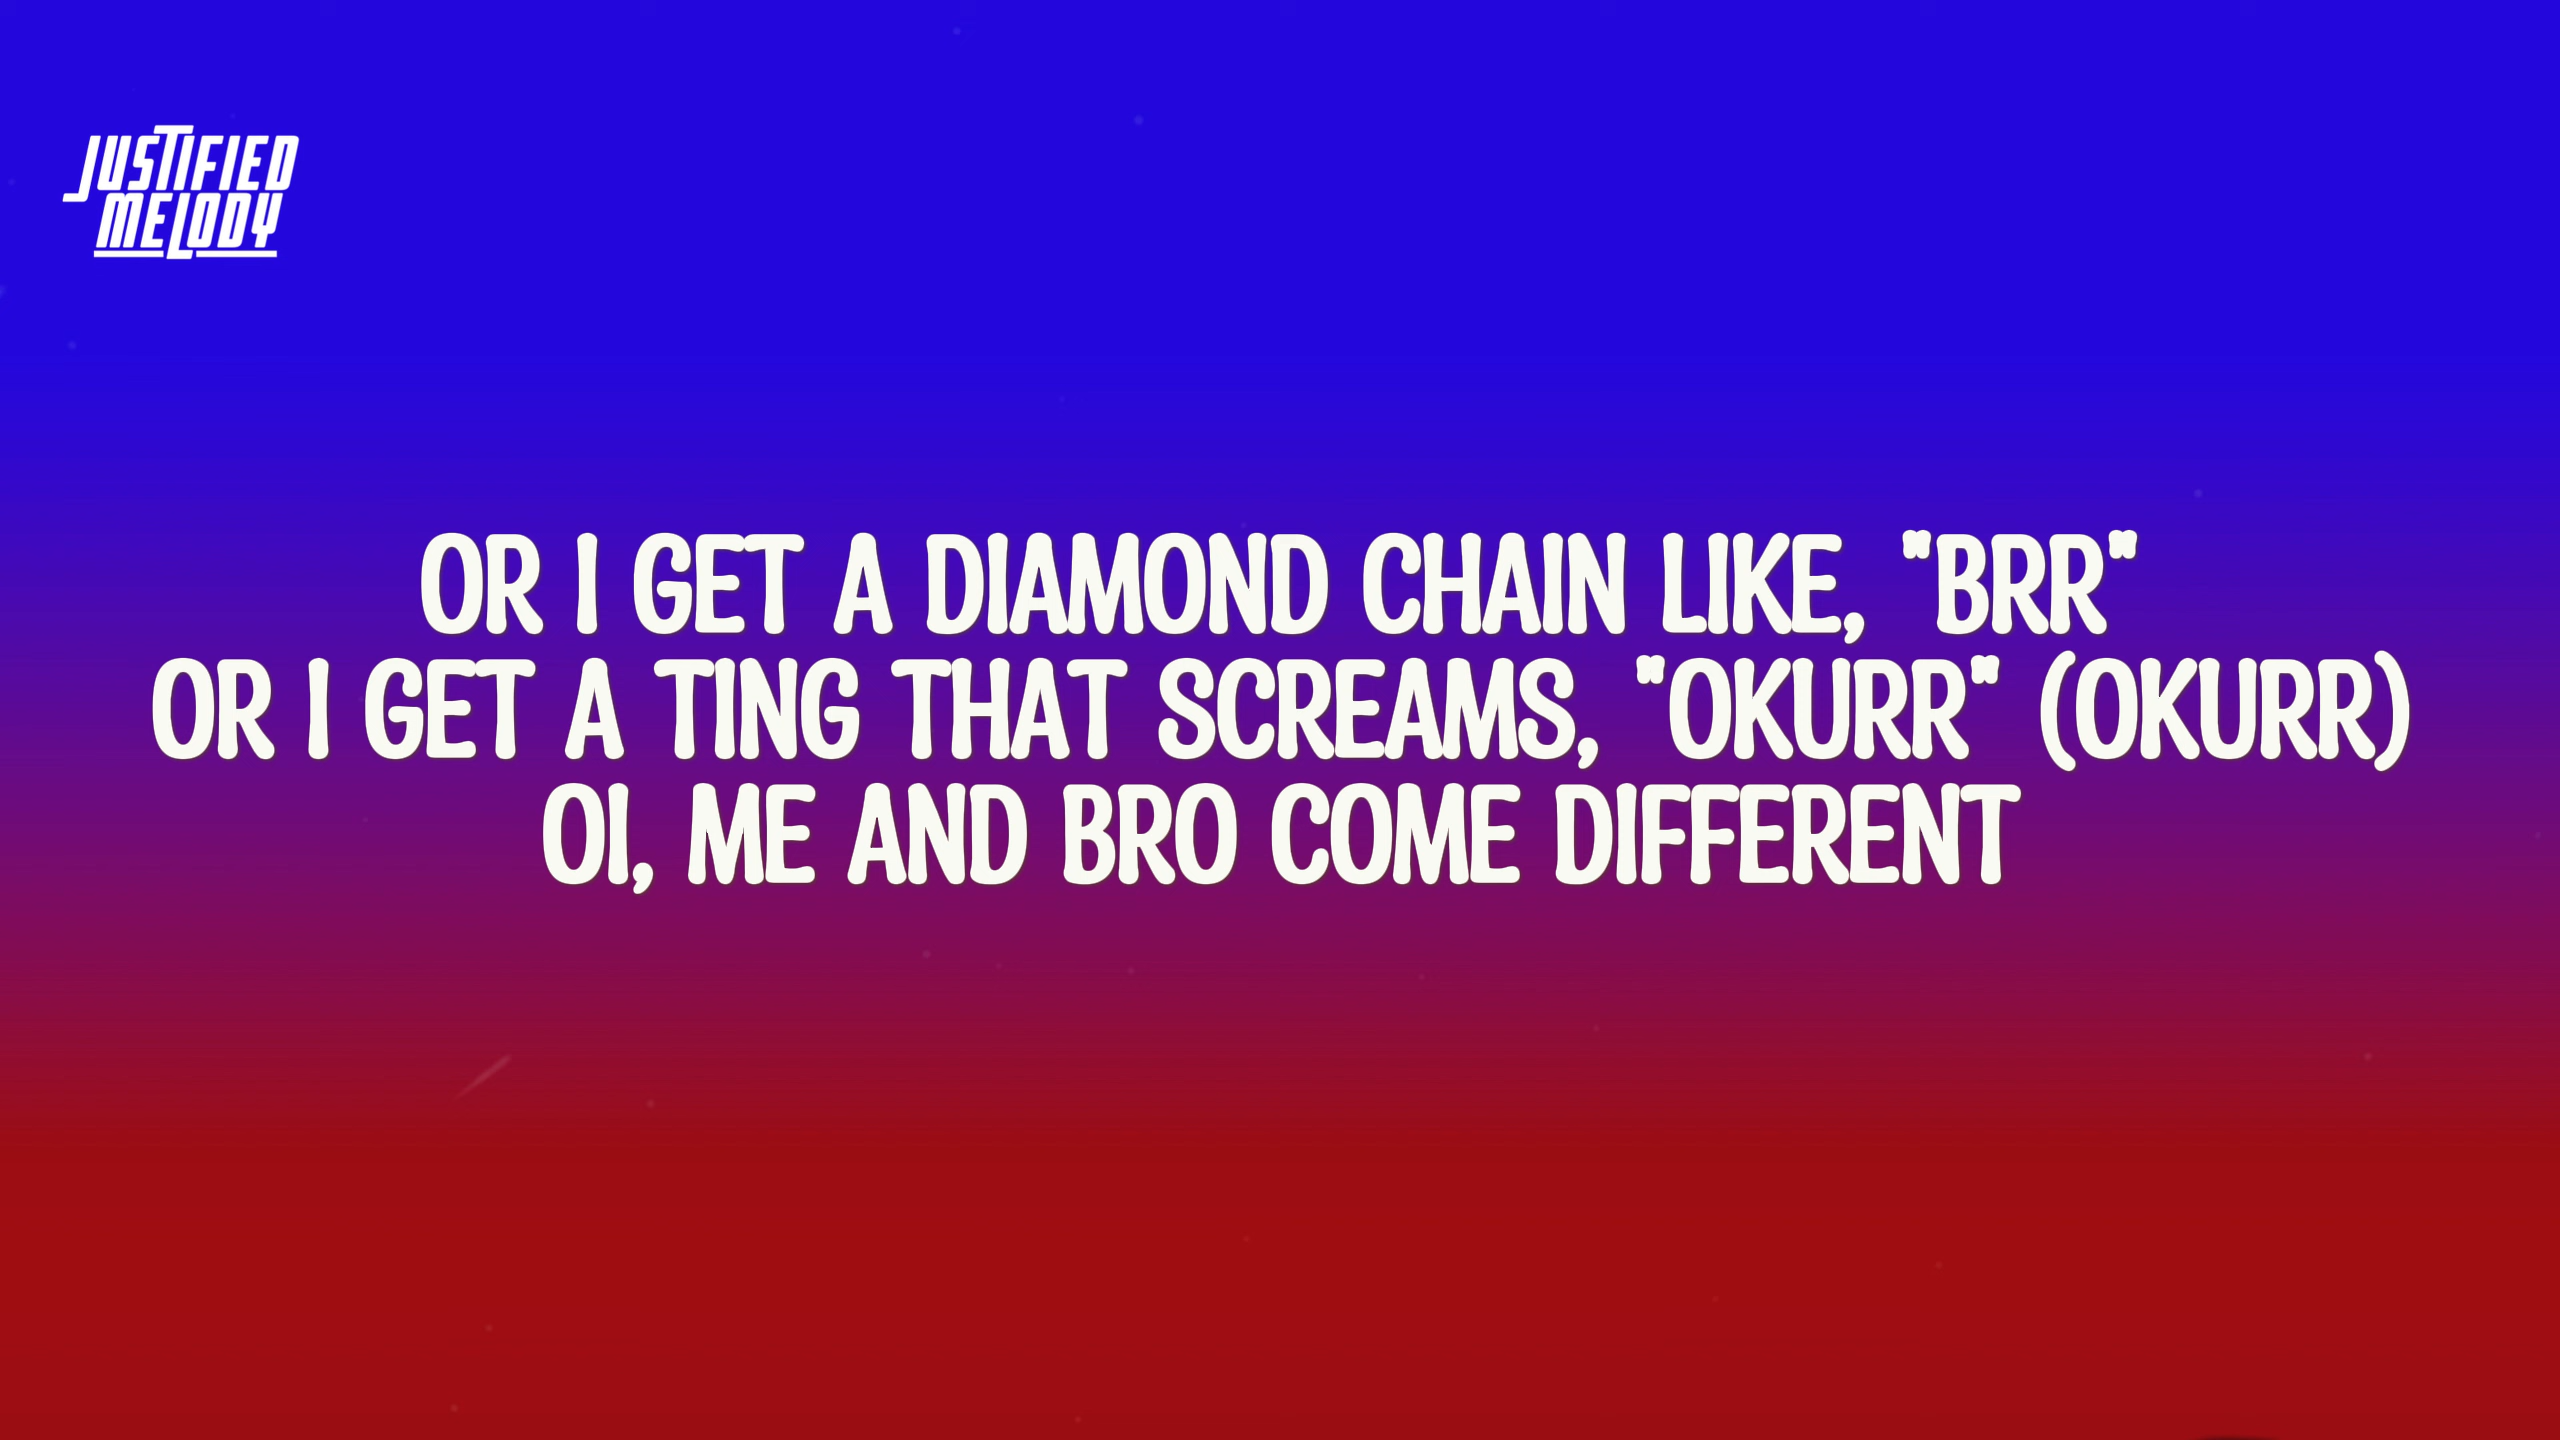 JUSTIFIED
MELODY
OR I GET A DIAMOND CHAIN LIKE, "BRR"
OR I GET A TING THAT SCREAMS, "OKURR" (OKURR)
OI, ME AND BRO COME DIFFERENT